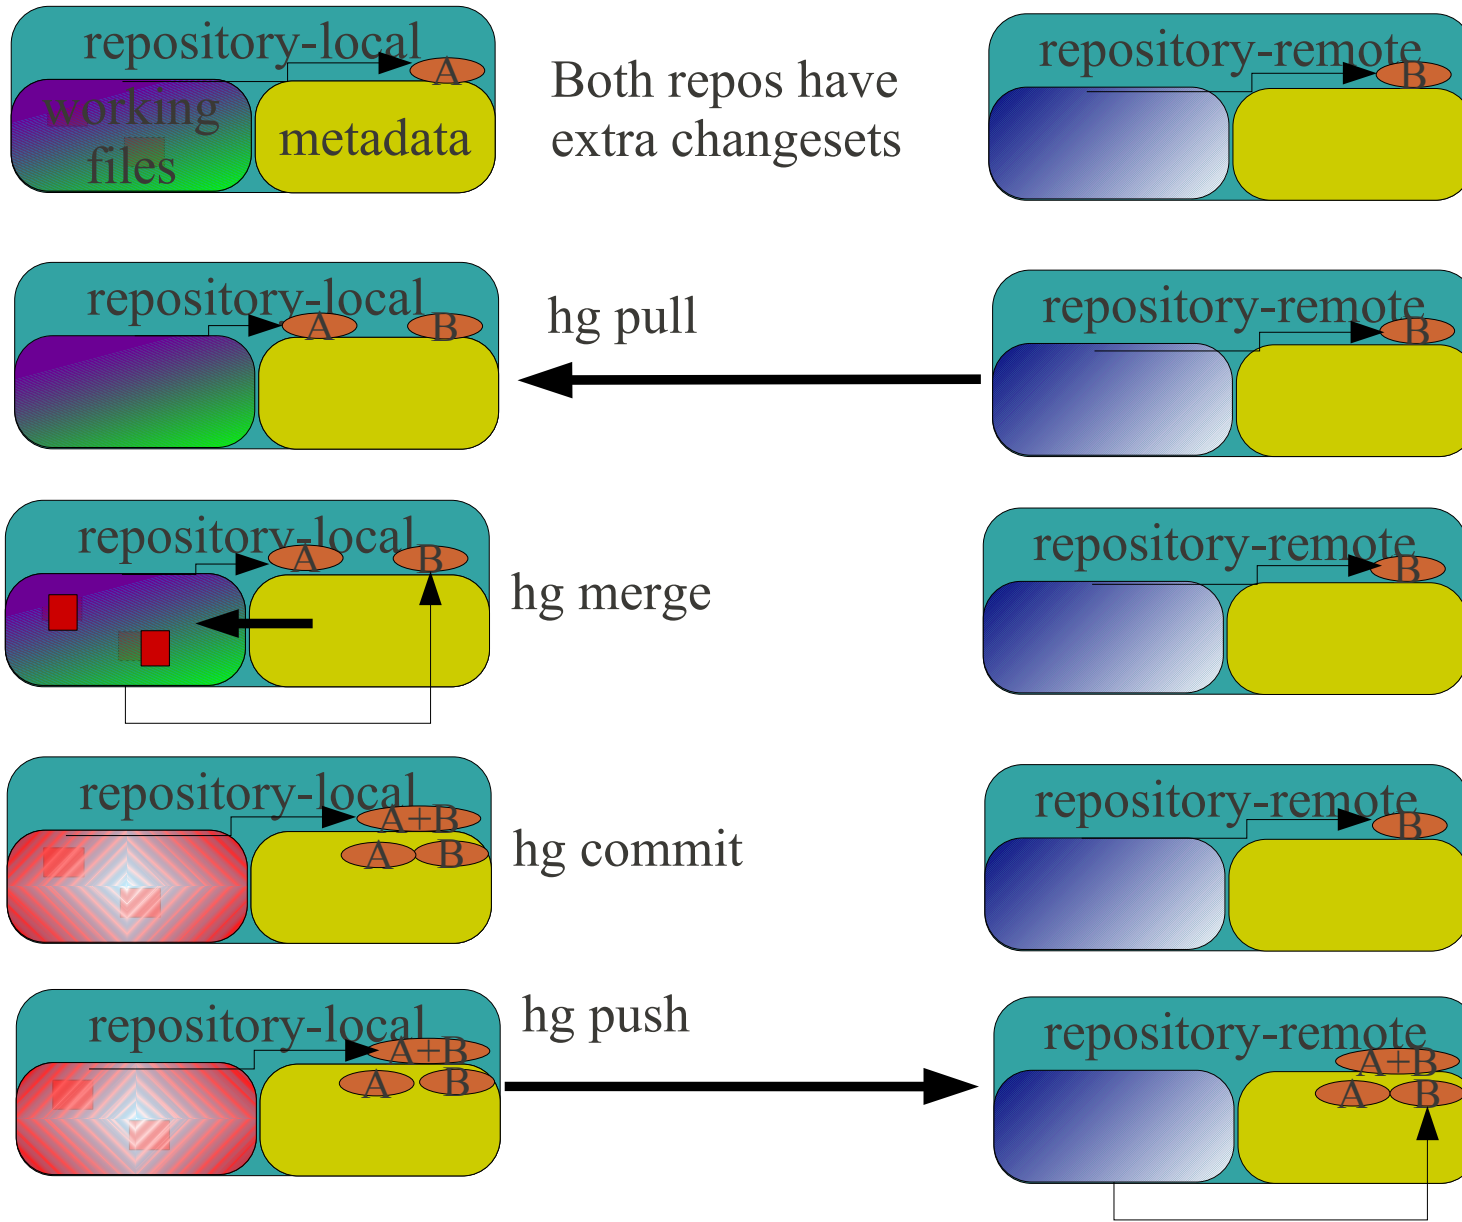 repository-local
A
working
files
metadata
Both repos have
extra changesets
repository-remote
B
repository-local
A
B
hg pull
repository-remote
B
repository-local
A
B
hg merge
repository-remote
B
repository-local
A+B
A
B
hg commit
repository-remote
B
repository-local
A+B
A
B
hg push
repository-remote
A+B
A
B